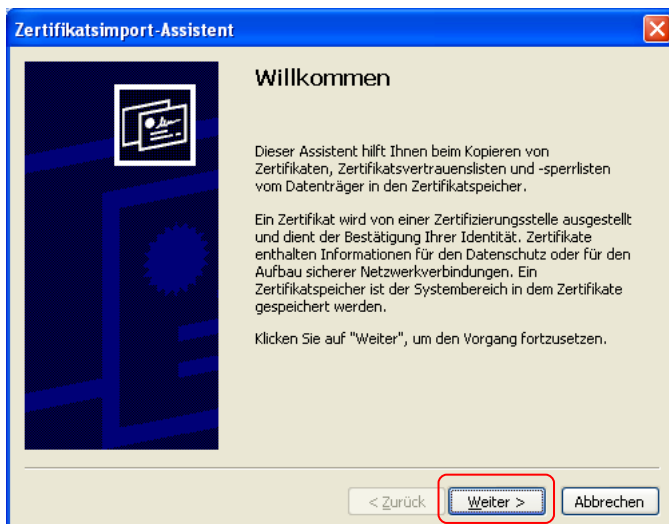 Zertifikatsimport-Assistent
Willkommen
Dieser Assistent hilft Ihnen beim Kopieren von
Zertifikaten, Zertifikatsvertrauenslisten und -sperrlisten
vom Datenträger in den Zertifikatspeicher.
Ein Zertifikat wird von einer Zertifizierungsstelle ausgestellt
und dient der Bestätigung Ihrer Identität. Zertifikate
enthalten Informationen für den Datenschutz oder für den
Aufbau sicherer Netzwerkverbindungen. Ein
Zertifikatspeicher ist der Systembereich in dem Zertifikate
gespeichert werden.
Klicken Sie auf "Weiter", um den Vorgang fortzusetzen.
< Zurück Weiter > Abbrechen